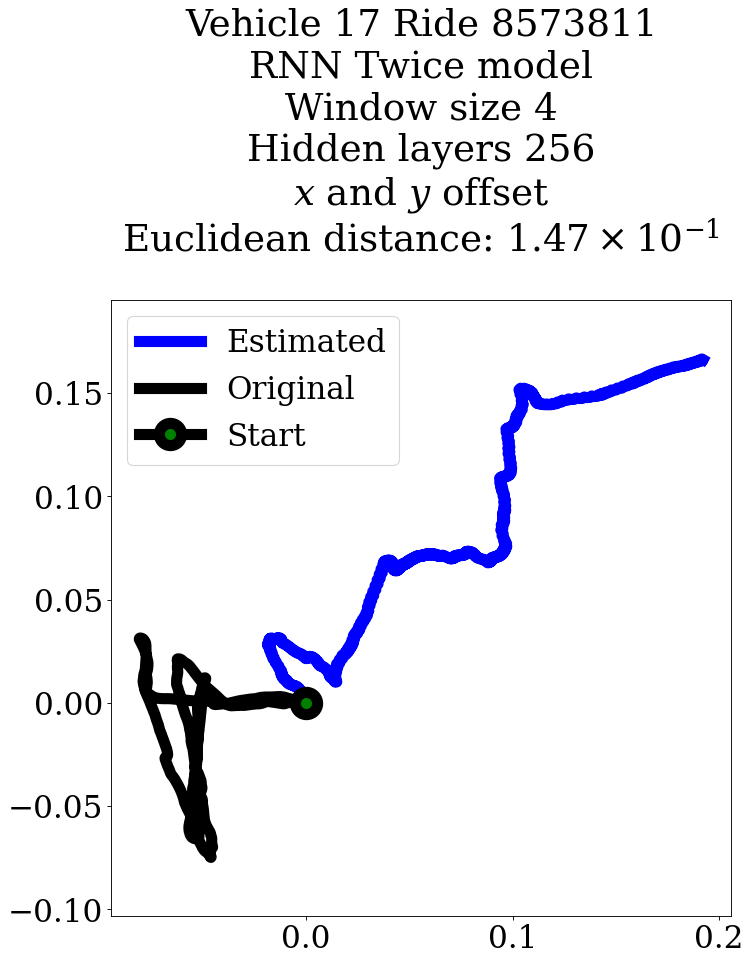 Vehicle 17 Ride 8573811
RNN Twice model
Window size 4
Hidden layers 256
x and y offset
Euclidean distance: 1.47 × 10⁻¹
Estimated
Original
Start
0.15
0.10
0.05
0.00
−0.05
−0.10
0.0 0.1 0.2